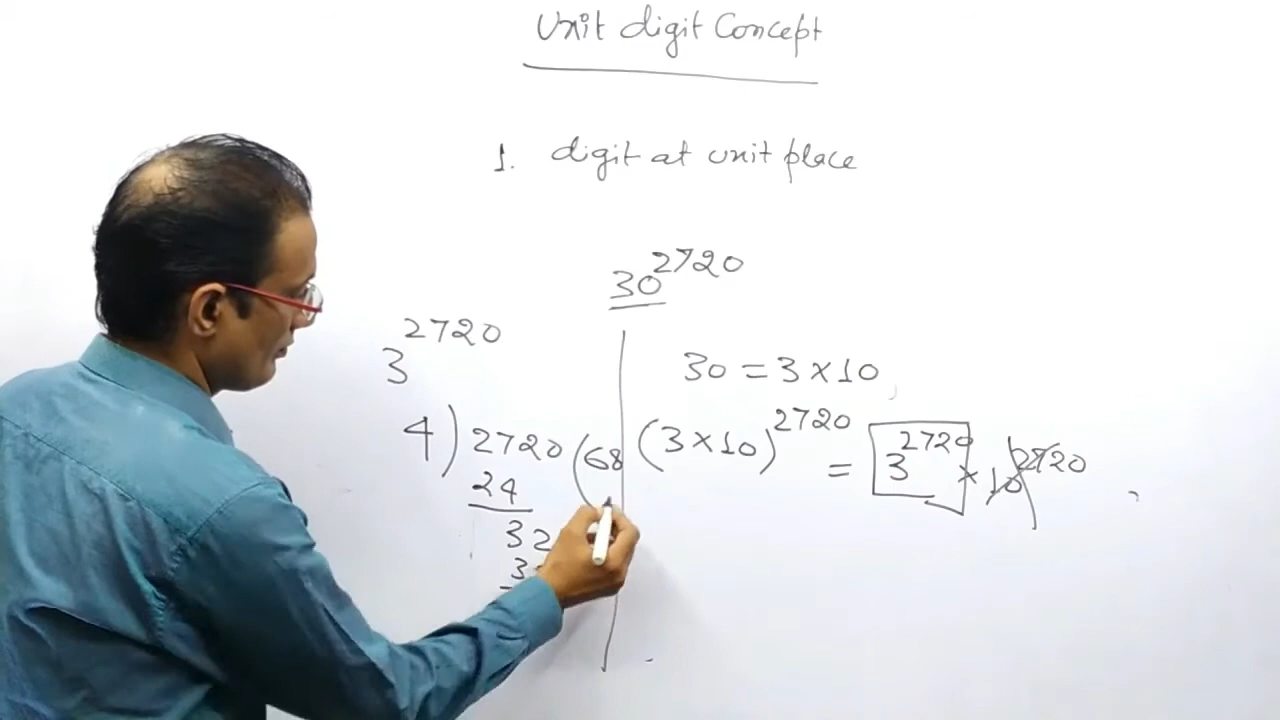 Unit digit Concept
1. digit at unit place
30^2720
3^2720
30 = 3 × 10
4 ) 2720 ( 68
24
32
3
(3 × 10)^2720 = 3^2720 × 10^2720